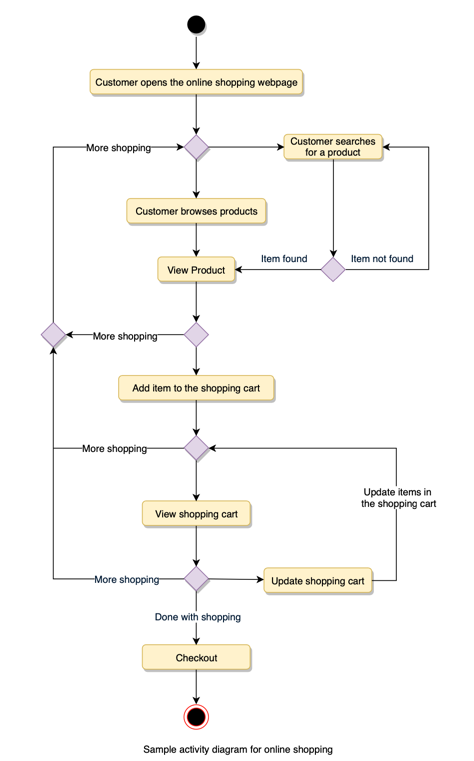 Customer opens the online shopping webpage
More shopping
Customer searches
for a product
Customer browses products
View Product
Item found
Item not found
More shopping
Add item to the shopping cart
More shopping
Update items in
the shopping cart
View shopping cart
More shopping
Update shopping cart
Done with shopping
Checkout
Sample activity diagram for online shopping